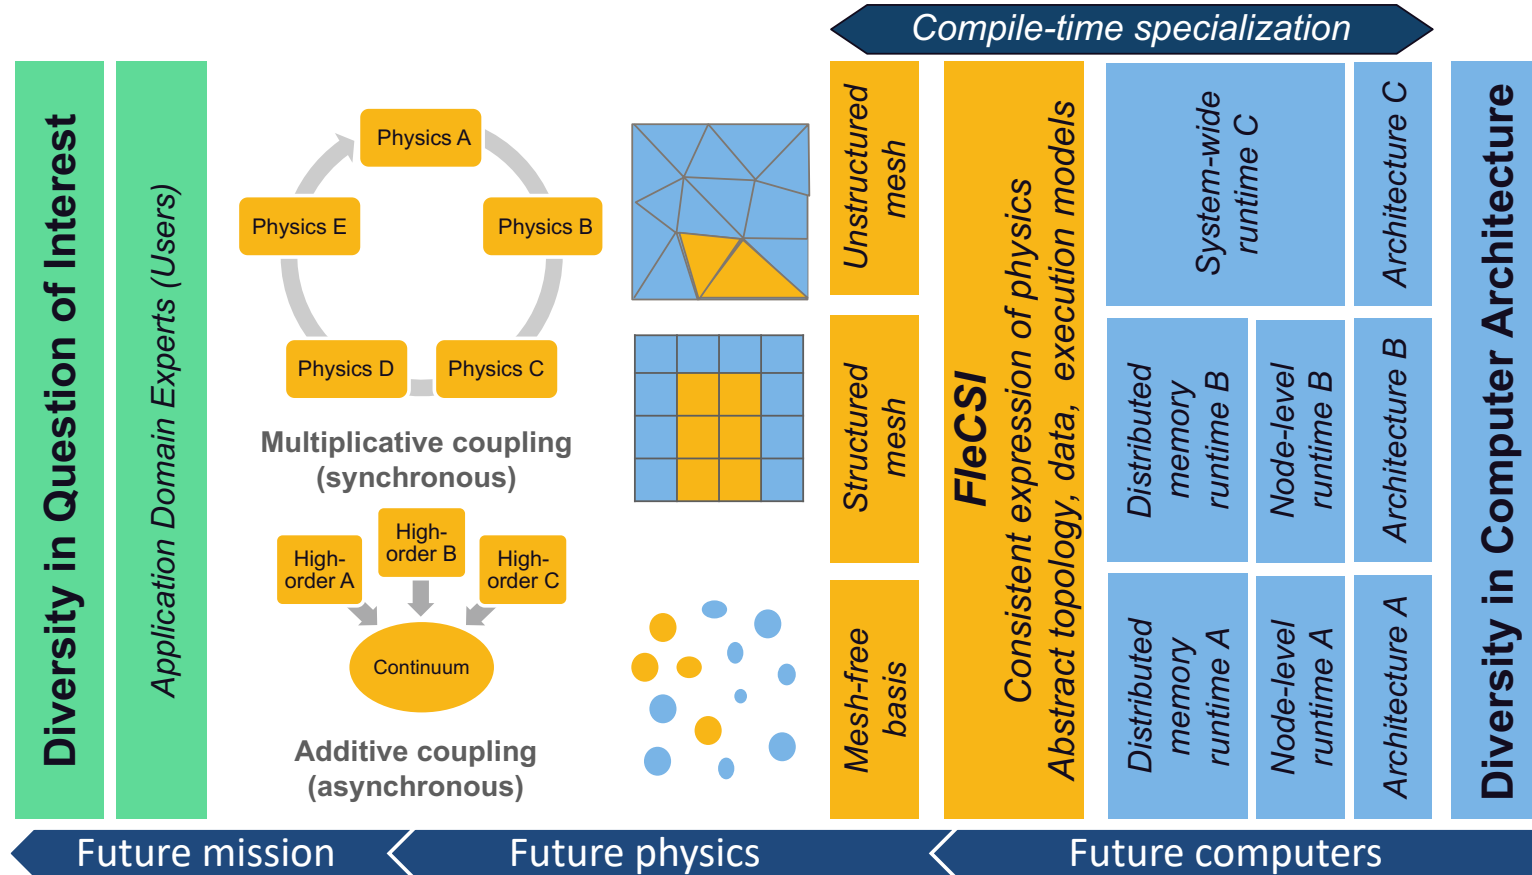 Compile-time specialization
Diversity in Question of Interest
Application Domain Experts (Users)
Physics A
Physics B
Physics C
Physics D
Physics E
Multiplicative coupling
(synchronous)
High-
order A
High-
order B
High-
order C
Continuum
Additive coupling
(asynchronous)
Unstructured
mesh
Structured
mesh
Mesh-free
basis
FleCSI
Consistent expression of physics
Abstract topology, data, execution models
System-wide
runtime C
Architecture C
Distributed
memory
runtime B
Node-level
runtime B
Architecture B
Distributed
memory
runtime A
Node-level
runtime A
Architecture A
Diversity in Computer Architecture
Future mission
Future physics
Future computers